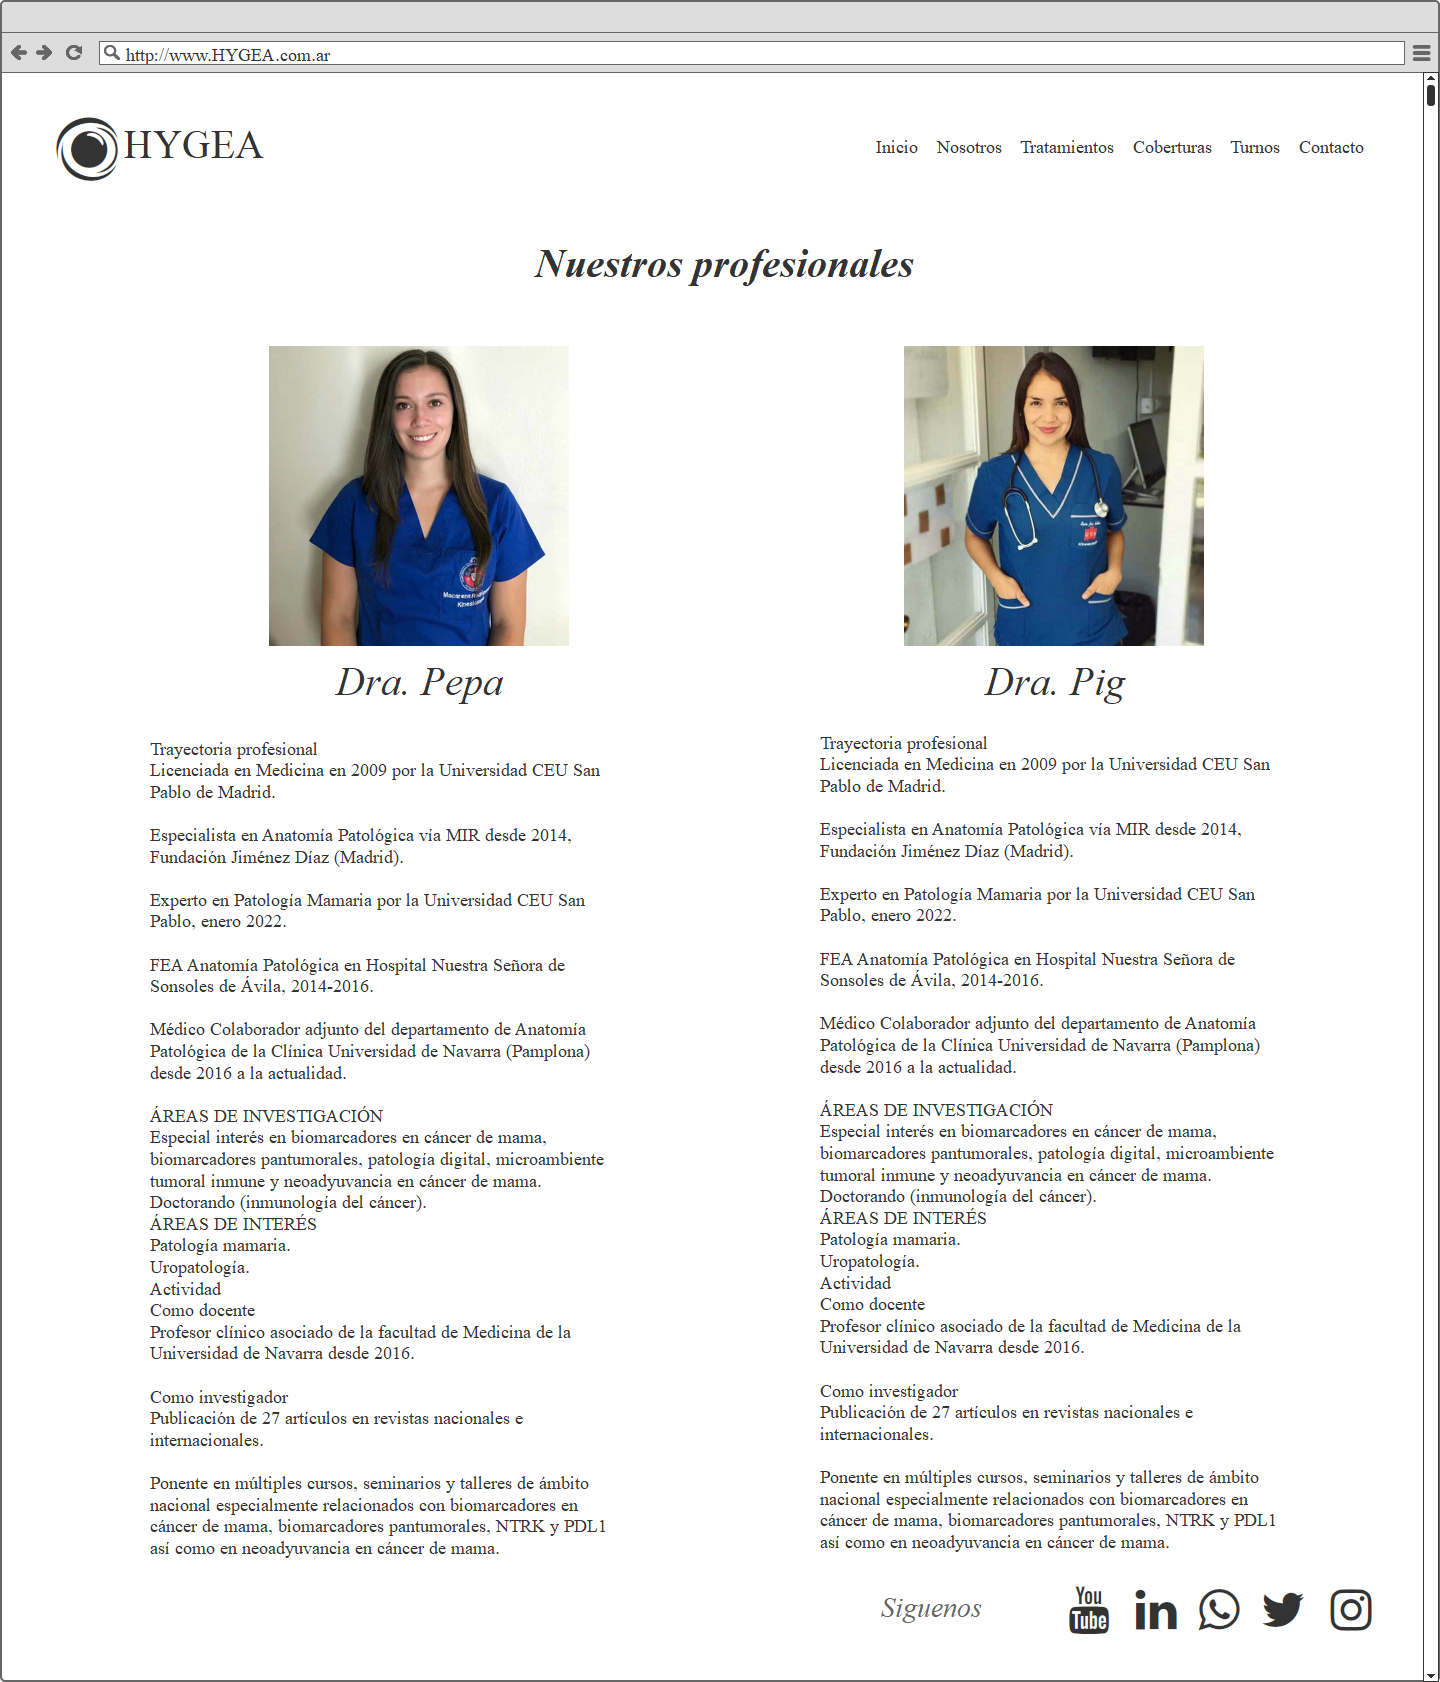 http://www.HYGEA.com.ar
HYGEA
Inicio Nosotros Tratamientos Coberturas Turnos Contacto
Nuestros profesionales
Dra. Pepa
Trayectoria profesional
Licenciada en Medicina en 2009 por la Universidad CEU San
Pablo de Madrid.
Especialista en Anatomía Patológica vía MIR desde 2014,
Fundación Jiménez Díaz (Madrid).
Experto en Patología Mamaria por la Universidad CEU San
Pablo, enero 2022.
FEA Anatomía Patológica en Hospital Nuestra Señora de
Sonsoles de Ávila, 2014-2016.
Médico Colaborador adjunto del departamento de Anatomía
Patológica de la Clínica Universidad de Navarra (Pamplona)
desde 2016 a la actualidad.
ÁREAS DE INVESTIGACIÓN
Especial interés en biomarcadores en cáncer de mama,
biomarcadores pantumorales, patología digital, microambiente
tumoral inmune y neoadyuvancia en cáncer de mama.
Doctorando (inmunología del cáncer).
ÁREAS DE INTERÉS
Patología mamaria.
Uropatología.
Actividad
Como docente
Profesor clínico asociado de la facultad de Medicina de la
Universidad de Navarra desde 2016.
Como investigador
Publicación de 27 artículos en revistas nacionales e
internacionales.
Ponente en múltiples cursos, seminarios y talleres de ámbito
nacional especialmente relacionados con biomarcadores en
cáncer de mama, biomarcadores pantumorales, NTRK y PDL1
así como en neoadyuvancia en cáncer de mama.
Dra. Pig
Trayectoria profesional
Licenciada en Medicina en 2009 por la Universidad CEU San
Pablo de Madrid.
Especialista en Anatomía Patológica vía MIR desde 2014,
Fundación Jiménez Díaz (Madrid).
Experto en Patología Mamaria por la Universidad CEU San
Pablo, enero 2022.
FEA Anatomía Patológica en Hospital Nuestra Señora de
Sonsoles de Ávila, 2014-2016.
Médico Colaborador adjunto del departamento de Anatomía
Patológica de la Clínica Universidad de Navarra (Pamplona)
desde 2016 a la actualidad.
ÁREAS DE INVESTIGACIÓN
Especial interés en biomarcadores en cáncer de mama,
biomarcadores pantumorales, patología digital, microambiente
tumoral inmune y neoadyuvancia en cáncer de mama.
Doctorando (inmunología del cáncer).
ÁREAS DE INTERÉS
Patología mamaria.
Uropatología.
Actividad
Como docente
Profesor clínico asociado de la facultad de Medicina de la
Universidad de Navarra desde 2016.
Como investigador
Publicación de 27 artículos en revistas nacionales e
internacionales.
Ponente en múltiples cursos, seminarios y talleres de ámbito
nacional especialmente relacionados con biomarcadores en
cáncer de mama, biomarcadores pantumorales, NTRK y PDL1
así como en neoadyuvancia en cáncer de mama.
Siguenos
You
Tube
in